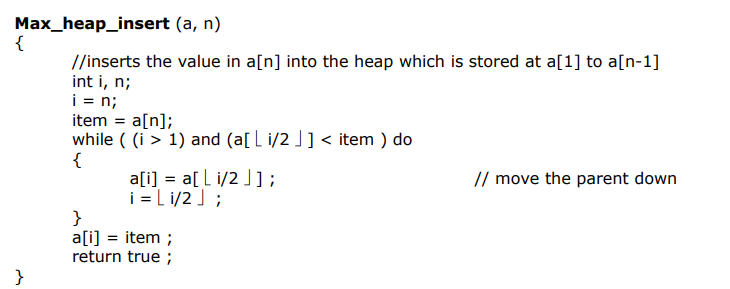 Max_heap_insert (a, n)
{
//inserts the value in a[n] into the heap which is stored at a[1] to a[n-1]
int i, n;
i = n;
item = a[n];
while ( (i > 1) and (a[⌊ i/2 ⌋] < item ) do
{
a[i] = a[⌊ i/2 ⌋] ; // move the parent down
i = ⌊ i/2 ⌋ ;
}
a[i] = item ;
return true ;
}